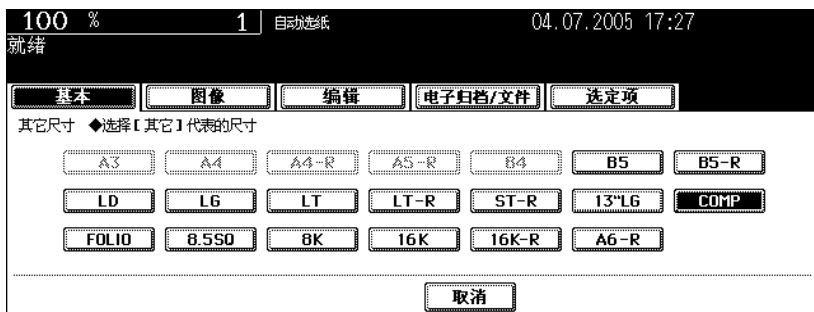 100 % 1 自动选纸 04.07.2005 17:27
就绪
基本 图像 编辑 电子归档/文件 选定项
其它尺寸 ◆选择[其它]代表的尺寸
A3 A4 A4-R A5-R B4 B5 B5-R
LD LG LT LT-R ST-R 13"LG COMP
FOLIO 8.5SQ 8K 16K 16K-R A6-R
取消